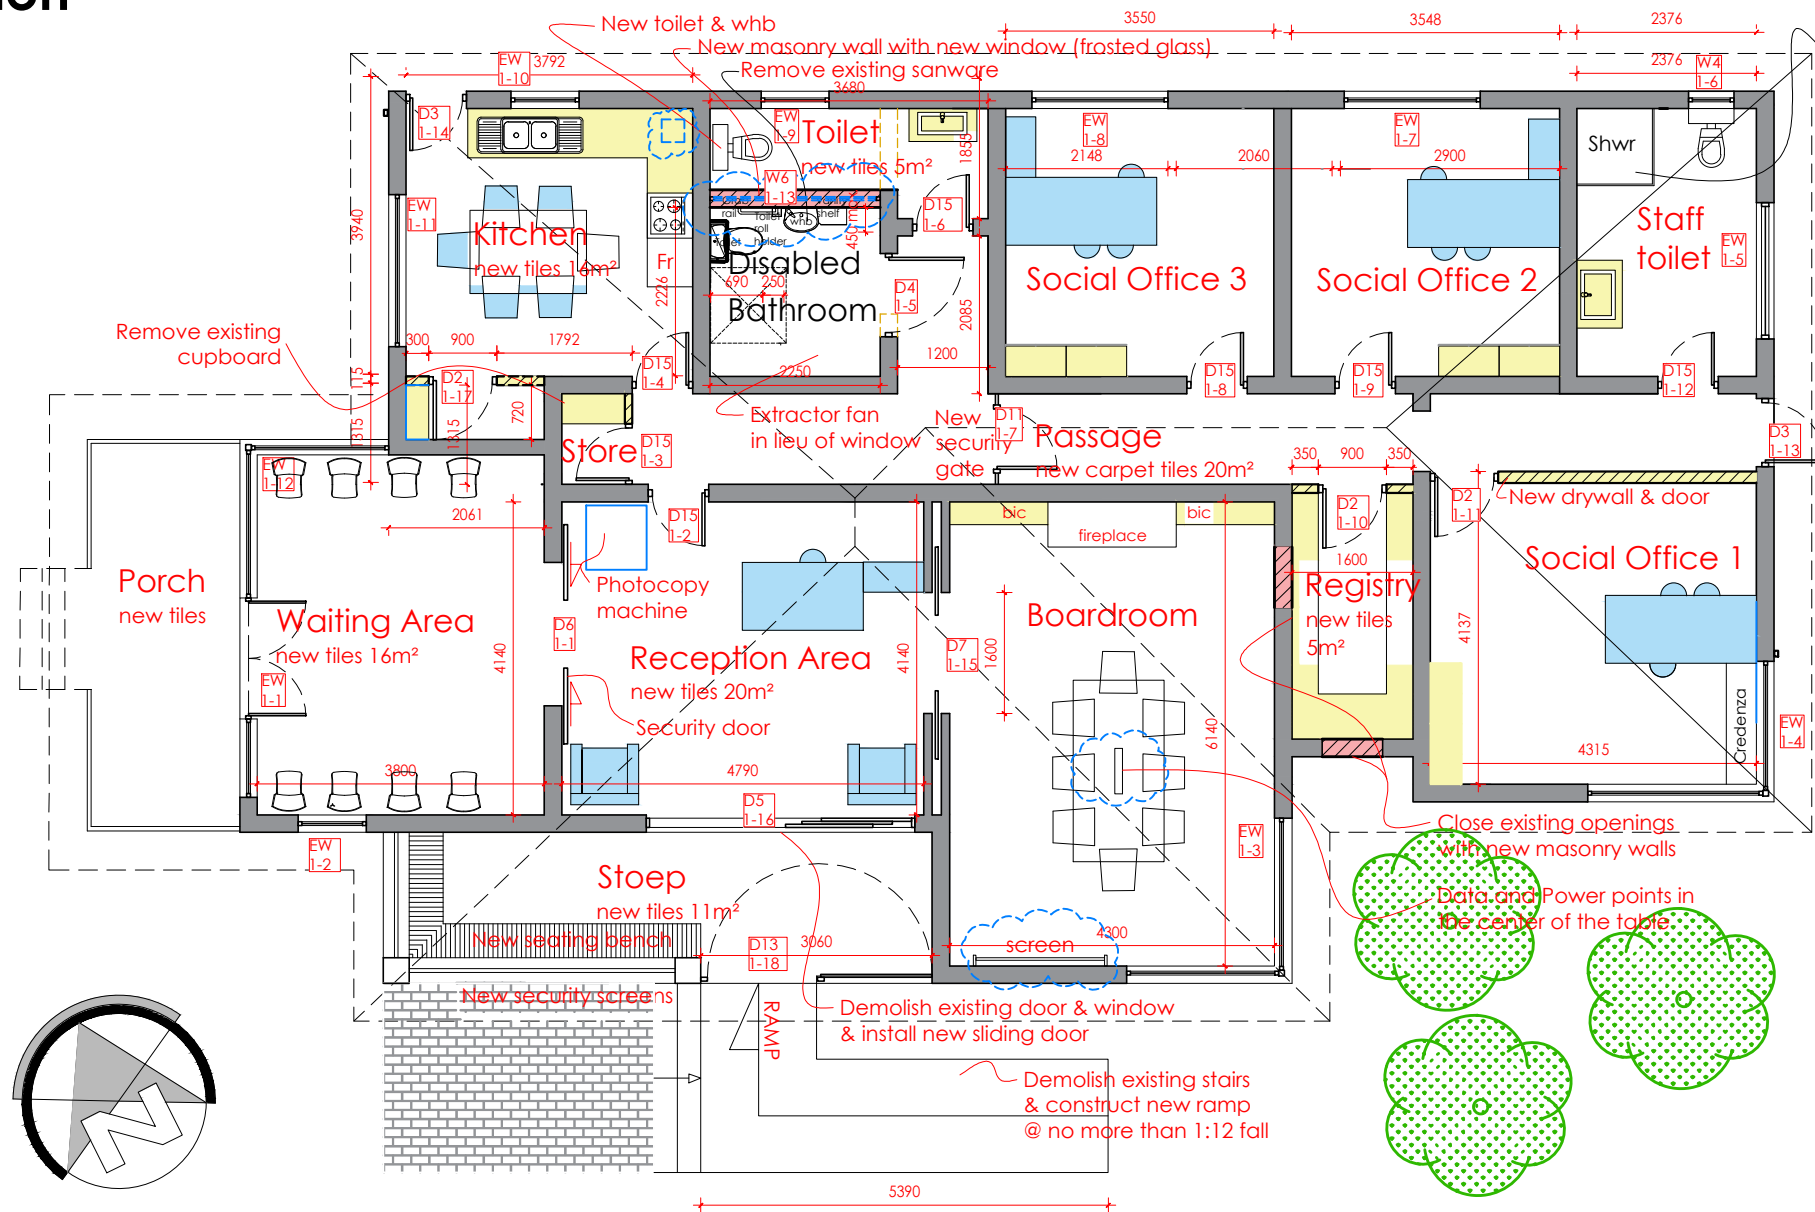 New toilet & whb
New masonry wall with new window (frosted glass)
Remove existing sanware
3550
3548
2376
EW
1-10
3792
3680
2376
W4
1-6
D3
1-14
EW
1-9
Toilet
new tiles 5m²
1855
EW
1-8
EW
1-7
Shwr
2148
2060
2900
W6
1-13
EW
1-11
3940
Kitchen
new tiles 16m²
rail
toilet
roll
holder
whb
shelf
450
D15
1-6
Staff
toilet
EW
1-5
Fr
2226
Disabled
Bathroom
690
250
D4
1-5
2085
Social Office 3
Social Office 2
Remove existing
cupboard
300
900
1792
D15
1-4
1200
2250
115
D2
1-17
D15
1-8
D15
1-9
D15
1-12
1315
1315
720
Extractor fan
in lieu of window
New
security
gate
D11
1-7
Passage
new carpet tiles 20m²
D3
1-13
Store
D15
1-3
EW
1-12
350
900
350
2061
D15
1-2
bic
fireplace
bic
D2
1-10
D2
1-11
New drywall & door
Porch
new tiles
Photocopy
machine
1600
Registry
new tiles
5m²
Social Office 1
Waiting Area
new tiles 16m²
D6
1-1
4140
Reception Area
new tiles 20m²
4140
D7
1-15
1600
Boardroom
4137
EW
1-1
Security door
6140
Credenza
EW
1-4
3800
4790
4315
D5
1-16
EW
1-2
EW
1-3
Close existing openings
with new masonry walls
Stoep
new tiles 11m²
Data and Power points in
the center of the table
New seating bench
D13
1-18
3060
screen
4300
New security screens
RAMP
Demolish existing door & window
& install new sliding door
Demolish existing stairs
& construct new ramp
@ no more than 1:12 fall
N
5390